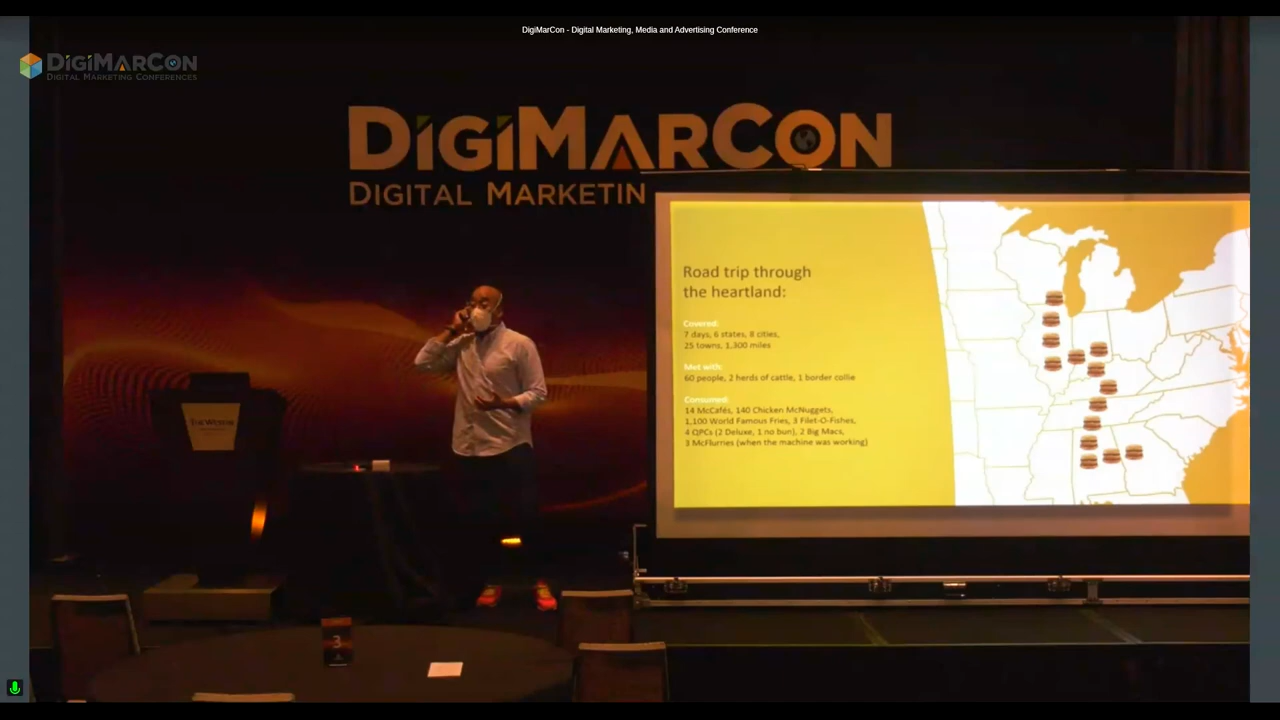 DigiMarCon - Digital Marketing, Media and Advertising Conference
DIGIMARCON
DIGITAL MARKETING CONFERENCES
DIGIMARCON
DIGITAL MARKETIN
Road trip through
the heartland:
Covered:
7 days, 6 states, 8 cities,
25 towns, 1,300 miles
Met with:
60 people, 2 herds of cattle, 1 border collie
Consumed:
14 McCafés, 140 Chicken McNuggets,
1,100 World Famous Fries, 3 Filet-O-Fishes,
4 QPCs (2 Deluxe, 1 no bun), 2 Big Macs,
3 McFlurries (when the machine was working)
THE WESTIN
3